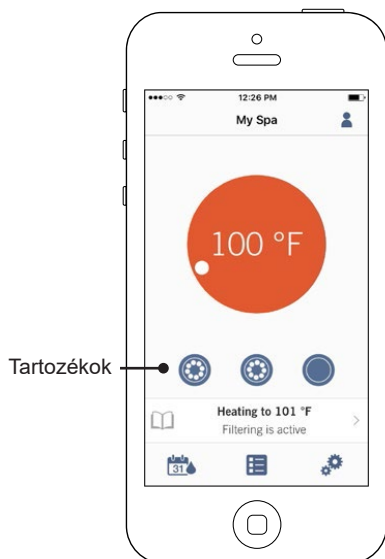 12:26 PM
My Spa
100 °F
Tartozékok
Heating to 101 °F
Filtering is active
31